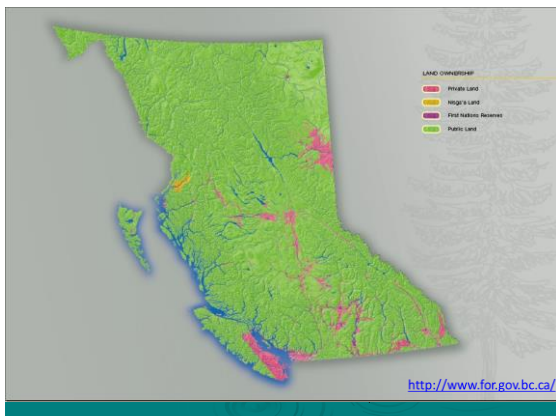 LAND OWNERSHIP
Private Land
Nisga'a Land
First Nations Reserves
Public Land
http://www.for.gov.bc.ca/